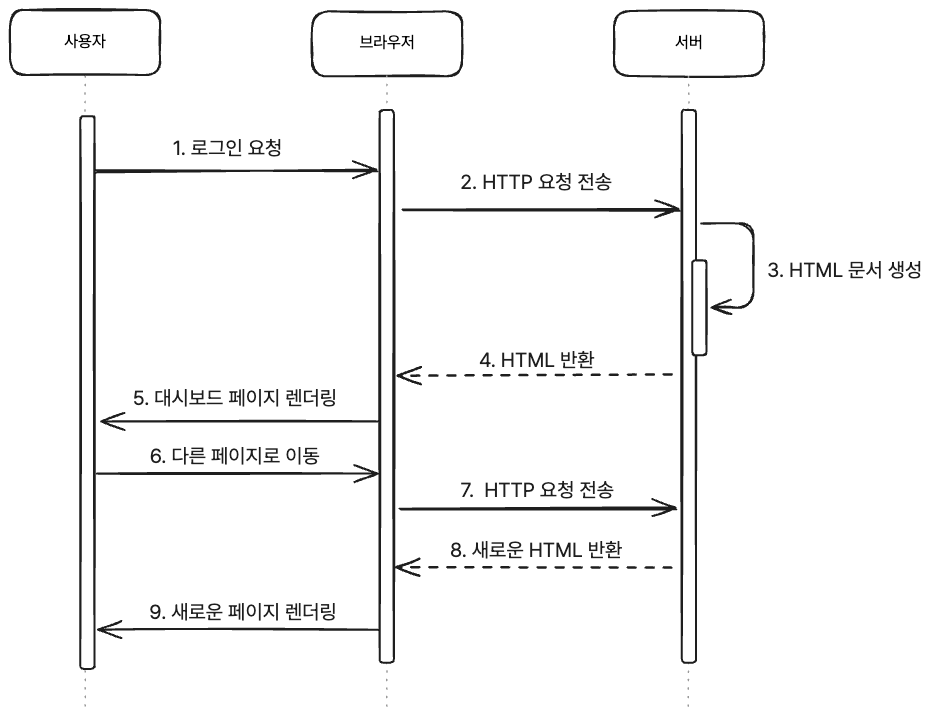 사용자
브라우저
서버
1. 로그인 요청
2. HTTP 요청 전송
3. HTML 문서 생성
4. HTML 반환
5. 대시보드 페이지 렌더링
6. 다른 페이지로 이동
7. HTTP 요청 전송
8. 새로운 HTML 반환
9. 새로운 페이지 렌더링